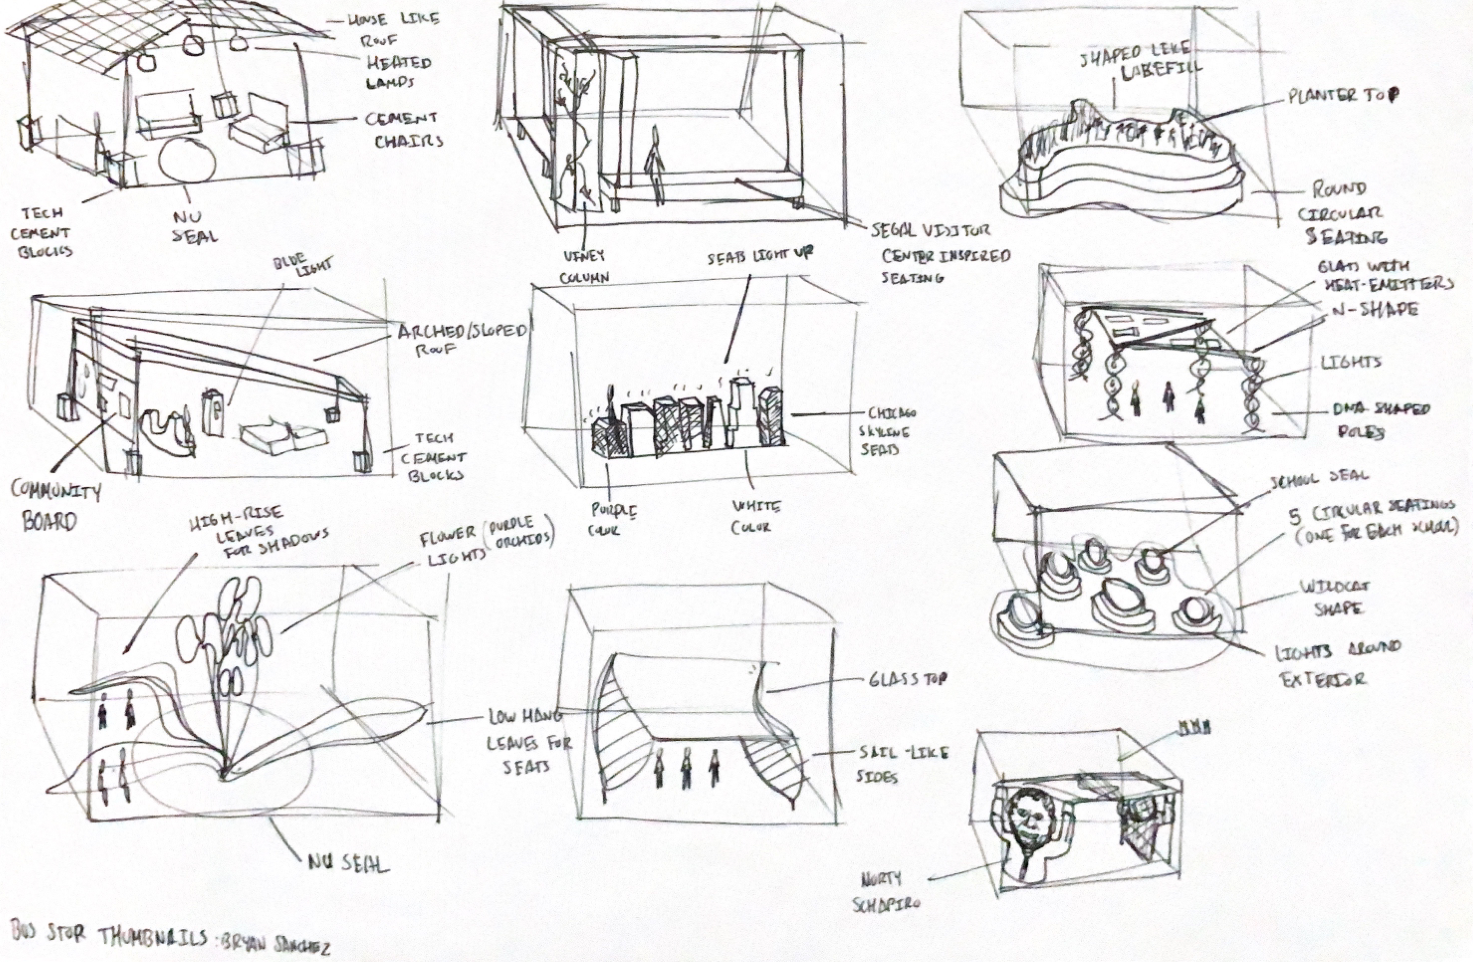 HOUSE LIKE
ROOF
HEATED
LAMPS
CEMENT
CHAIRS
TECH
CEMENT
BLOCKS
NU
SEAL
VINEY
COLUMN
SEGAL VISITOR
CENTER INSPIRED
SEATING
SHAPED LIKE
LAKEFILL
PLANTER TOP
ROUND
CIRCULAR
SEATING
BLUE
LIGHT
ARCHED/SLOPED
ROOF
TECH
CEMENT
BLOCKS
COMMUNITY
BOARD
SEATS LIGHT UP
CHICAGO
SKYLINE
SEATS
PURPLE
COLOR
WHITE
COLOR
GLASS WITH
HEAT-EMITTERS
N-SHAPE
LIGHTS
DNA SHAPED
POLES
HIGH-RISE
LEAVES
FOR SHADOWS
FLOWER (PURPLE
LIGHTS ORCHIDS)
LOW HANG
LEAVES FOR
SEATS
NU SEAL
GLASS TOP
SAIL-LIKE
SIDES
SCHOOL SEAL
5 CIRCULAR SEATINGS
(ONE FOR EACH SCHOOL)
WILDCAT
SHAPE
LIGHTS AROUND
EXTERIOR
MORTY
SCHAPIRO
BUS STOP THUMBNAILS: BRYAN SANCHEZ